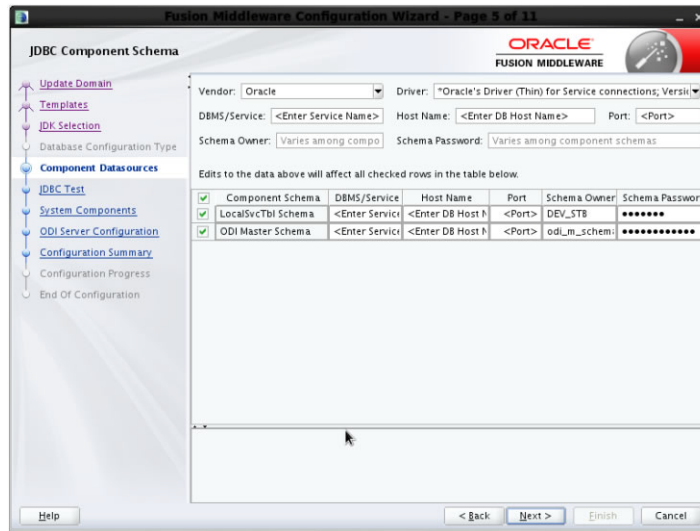 Fusion Middleware Configuration Wizard - Page 5 of 11
JDBC Component Schema
ORACLE
FUSION MIDDLEWARE
Update Domain
Templates
JDK Selection
Database Configuration Type
Component Datasources
JDBC Test
System Components
ODI Server Configuration
Configuration Summary
Configuration Progress
End Of Configuration
Vendor: Oracle Driver: *Oracle's Driver (Thin) for Service connections; Versi
DBMS/Service: <Enter Service Name> Host Name: <Enter DB Host Name> Port: <Port>
Schema Owner: Varies among compo Schema Password: Varies among component schemas
Edits to the data above will affect all checked rows in the table below.
Component Schema DBMS/Service Host Name Port Schema Owner Schema Passwor
LocalSvcTbl Schema <Enter Service <Enter DB Host N <Port> DEV_STB •••••••
ODI Master Schema <Enter Service <Enter DB Host N <Port> odi_m_schem ••••••••••••
Help < Back Next > Finish Cancel